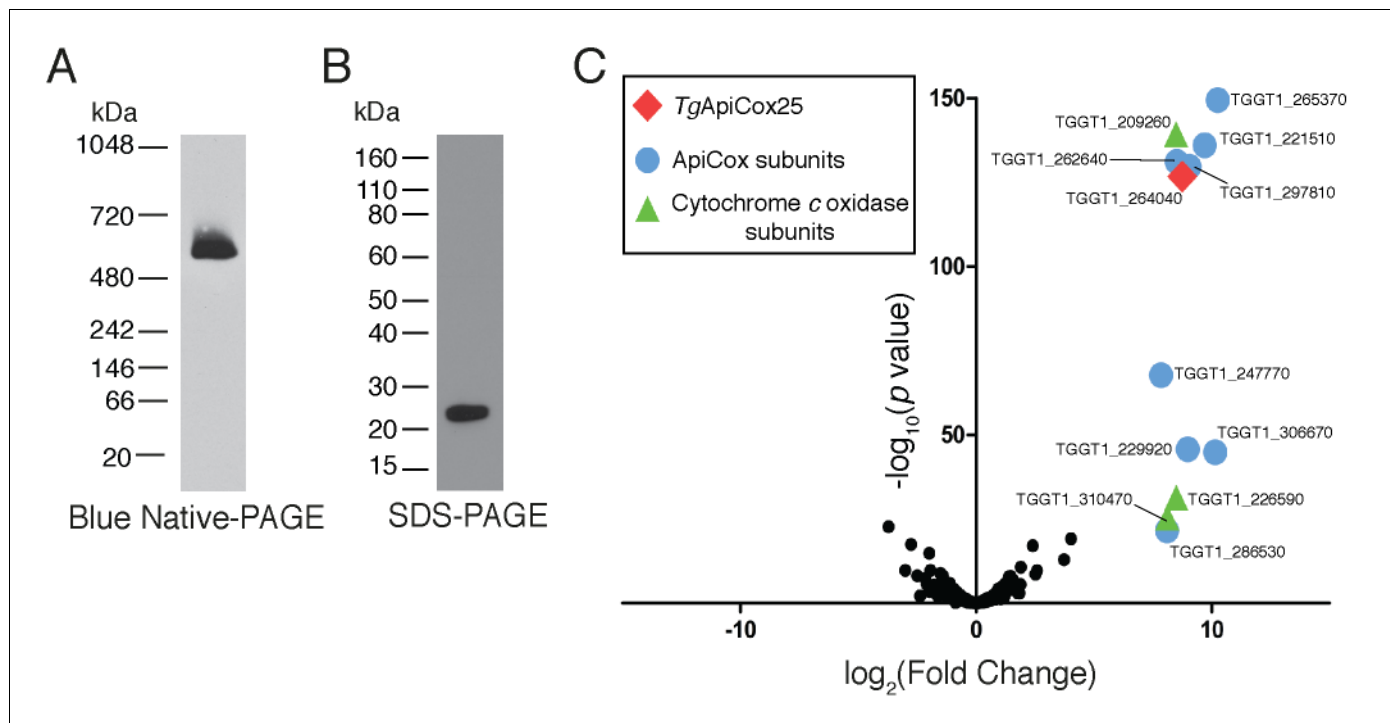 A
kDa
1048
720
480
242
146
66
20
Blue Native-PAGE
B
kDa
160
110
80
60
50
40
30
20
15
SDS-PAGE
C
TgApiCox25
ApiCox subunits
Cytochrome c oxidase
subunits
-log10(p value)
150
100
50
TGGT1_265370
TGGT1_209260
TGGT1_221510
TGGT1_262640
TGGT1_297810
TGGT1_264040
TGGT1_247770
TGGT1_306670
TGGT1_229920
TGGT1_310470
TGGT1_226590
TGGT1_286530
-10
0
10
log2(Fold Change)